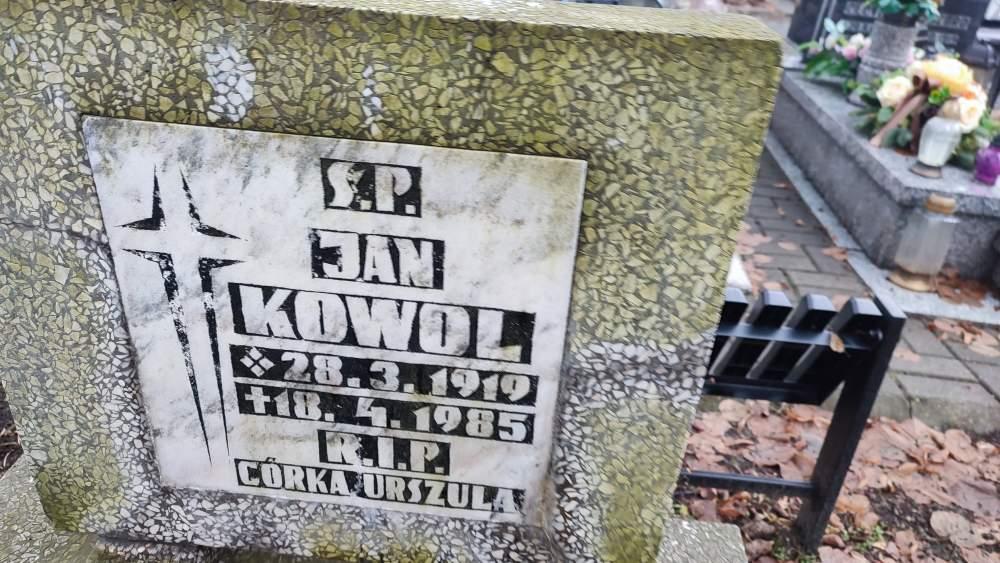 Ś.P.
JAN
KOWOL
28.3.1919
18.4.1985
R.I.P.
CÓRKA URSZULA